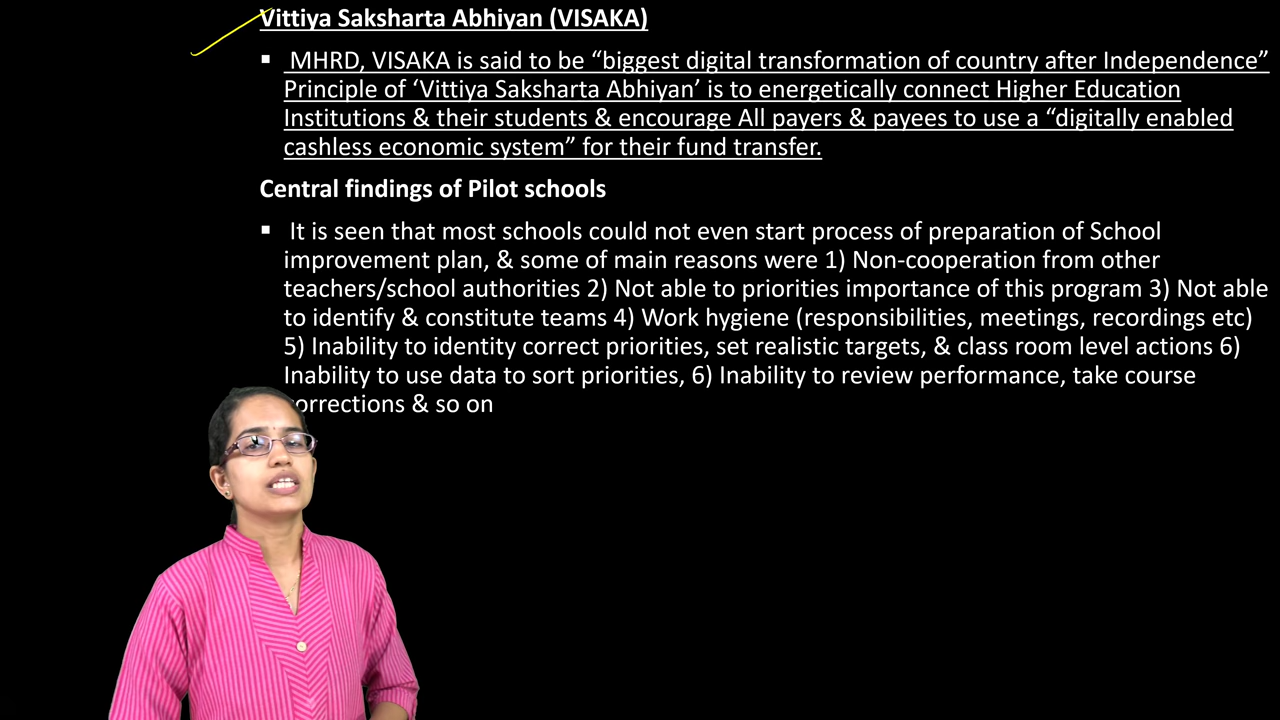 Vittiya Saksharta Abhiyan (VISAKA)
▪ MHRD, VISAKA is said to be “biggest digital transformation of country after Independence”
Principle of ‘Vittiya Saksharta Abhiyan’ is to energetically connect Higher Education
Institutions & their students & encourage All payers & payees to use a “digitally enabled
cashless economic system” for their fund transfer.
Central findings of Pilot schools
▪ It is seen that most schools could not even start process of preparation of School
improvement plan, & some of main reasons were 1) Non-cooperation from other
teachers/school authorities 2) Not able to priorities importance of this program 3) Not able
to identify & constitute teams 4) Work hygiene (responsibilities, meetings, recordings etc)
5) Inability to identity correct priorities, set realistic targets, & class room level actions 6)
Inability to use data to sort priorities, 6) Inability to review performance, take course
orrections & so on